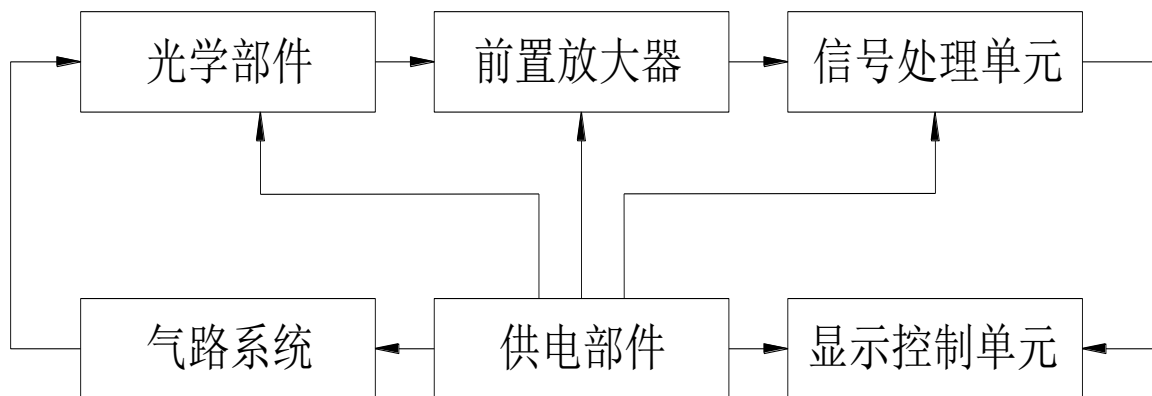 光学部件
前置放大器
信号处理单元
气路系统
供电部件
显示控制单元